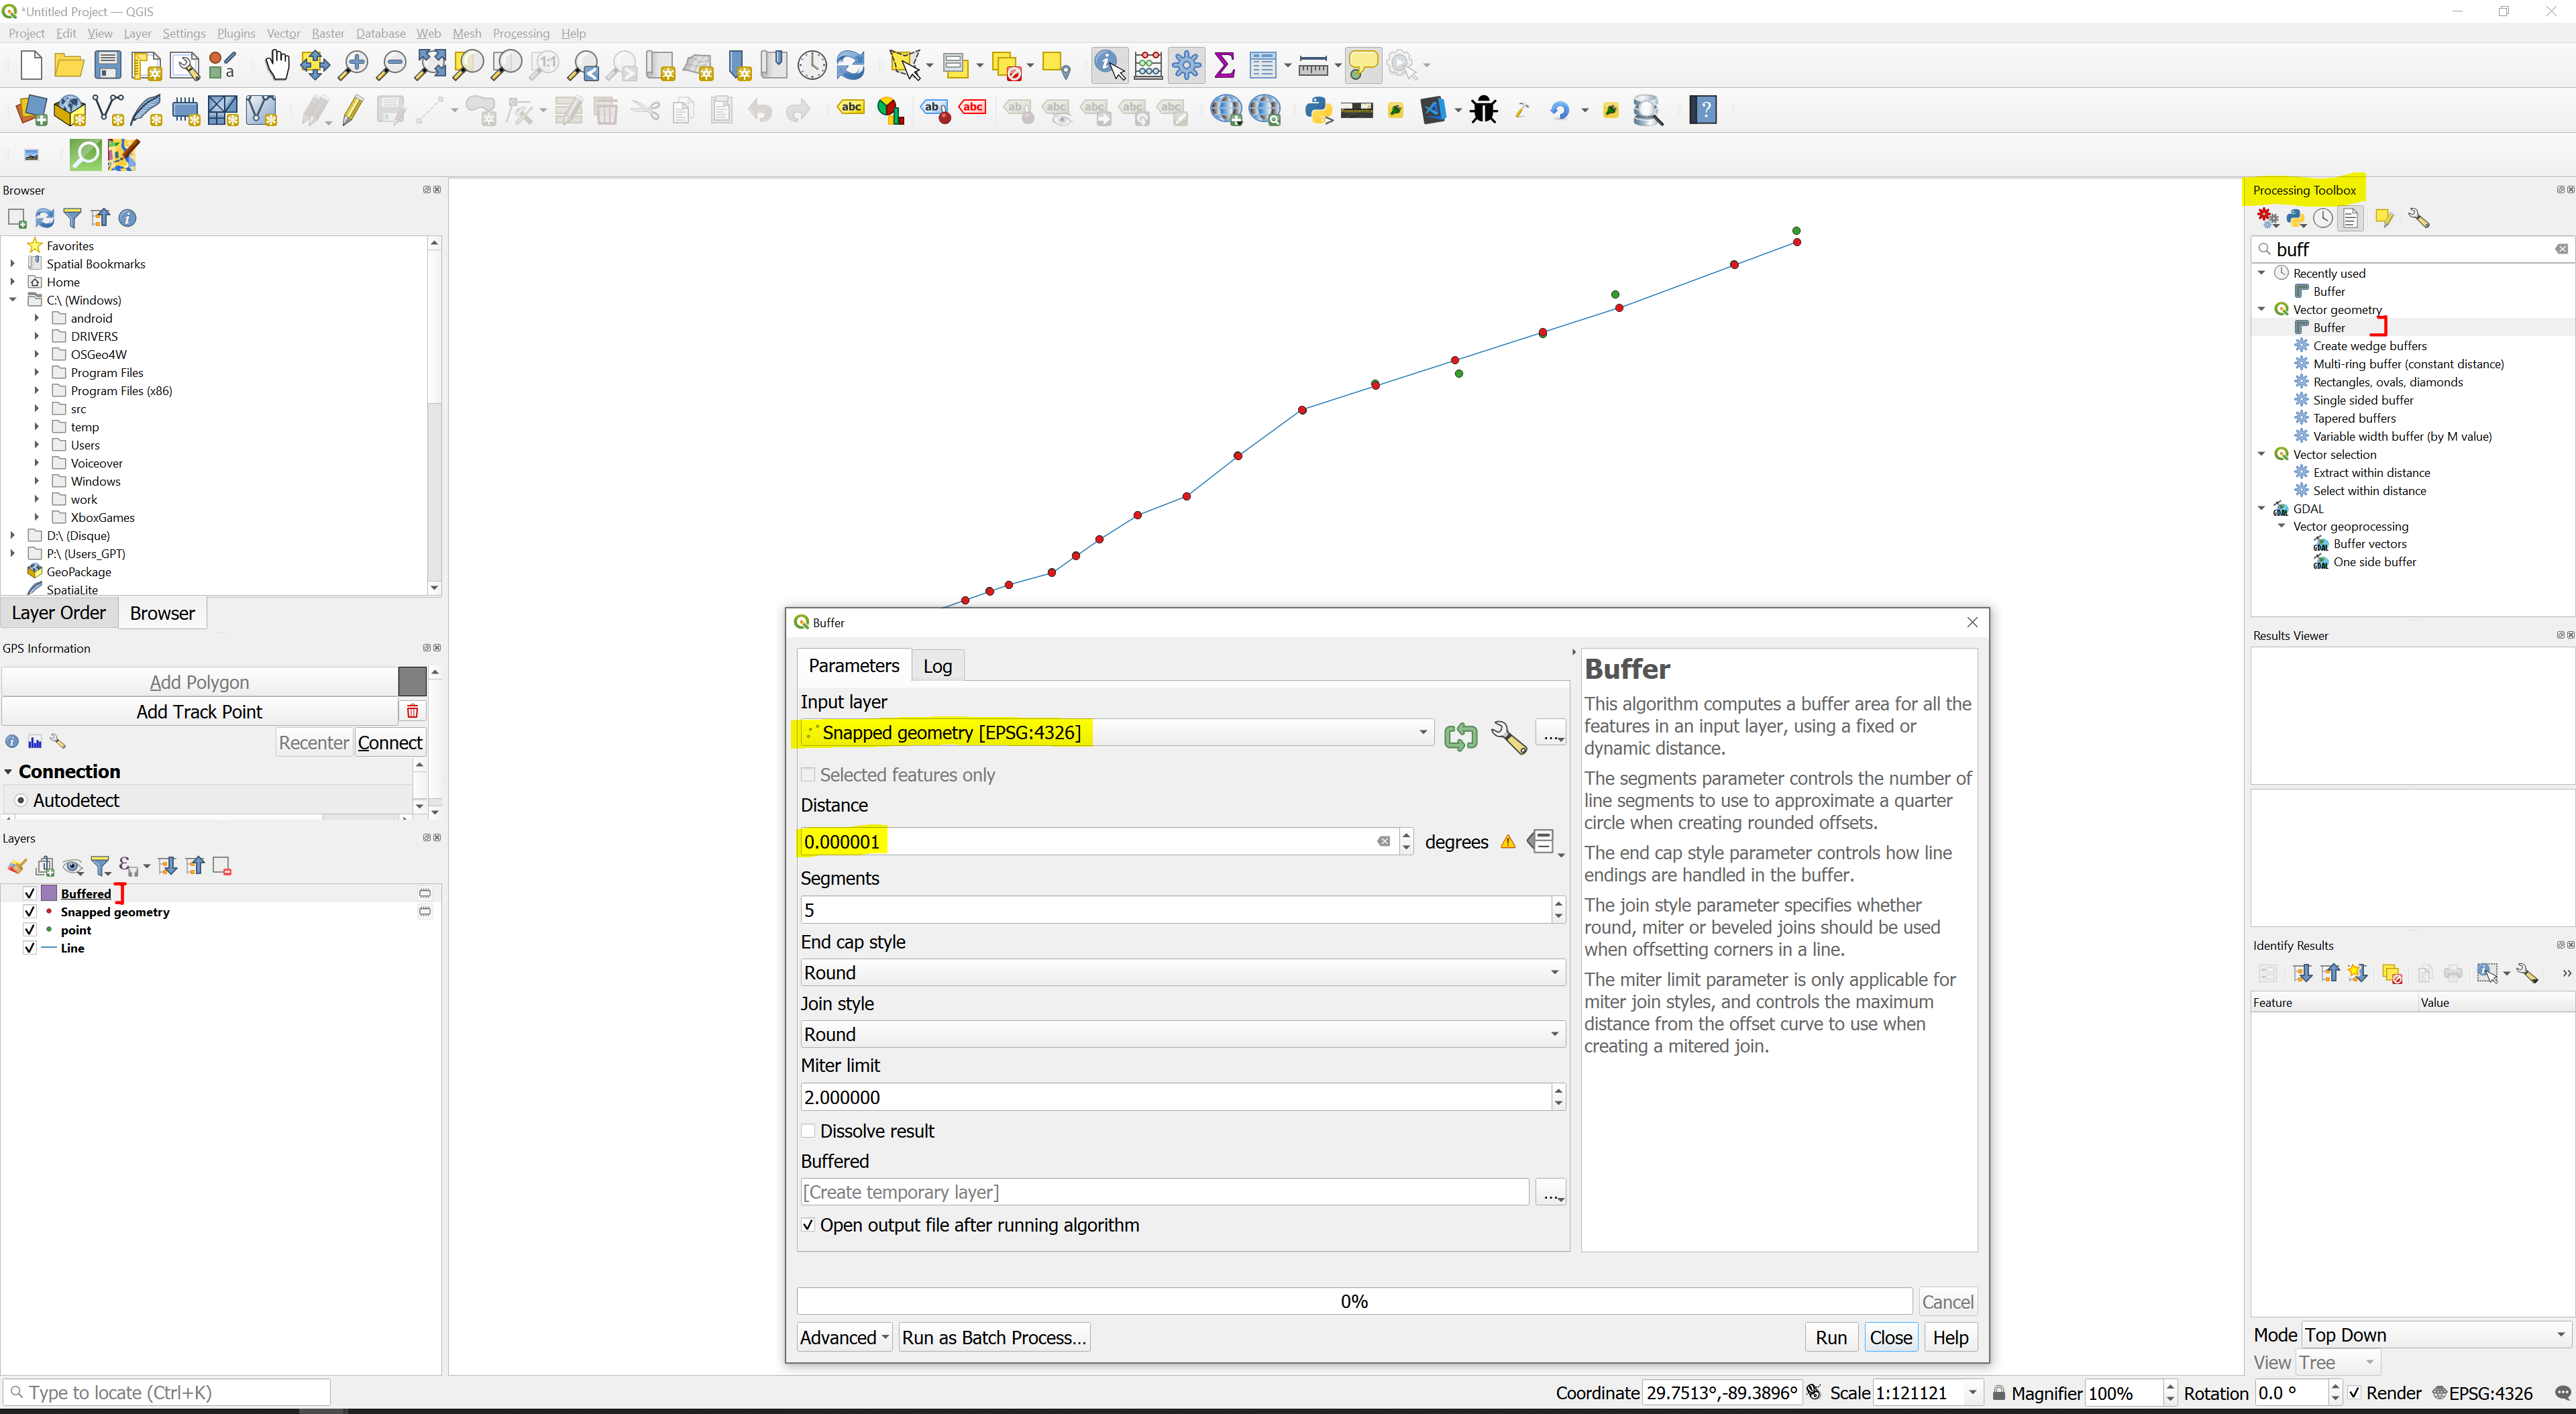 *Untitled Project — QGIS
Project Edit View Layer Settings Plugins Vector Raster Database Web Mesh Processing Help
Browser
Favorites
Spatial Bookmarks
Home
C:\ (Windows)
android
DRIVERS
OSGeo4W
Program Files
Program Files (x86)
src
temp
Users
Voiceover
Windows
work
XboxGames
D:\ (Disque)
P:\ (Users_GPT)
GeoPackage
SpatiaLite
Layer Order Browser
GPS Information
Add Polygon
Add Track Point
Recenter Connect
Connection
Autodetect
Layers
Buffered
Snapped geometry
point
Line
Buffer
Parameters Log
Input layer
Snapped geometry [EPSG:4326]
...
Selected features only
Distance
0.000001 degrees
Segments
5
End cap style
Round
Join style
Round
Miter limit
2.000000
Dissolve result
Buffered
[Create temporary layer] ...
Open output file after running algorithm
Buffer
This algorithm computes a buffer area for all the
features in an input layer, using a fixed or
dynamic distance.
The segments parameter controls the number of
line segments to use to approximate a quarter
circle when creating rounded offsets.
The end cap style parameter controls how line
endings are handled in the buffer.
The join style parameter specifies whether
round, miter or beveled joins should be used
when offsetting corners in a line.
The miter limit parameter is only applicable for
miter join styles, and controls the maximum
distance from the offset curve to use when
creating a mitered join.
0% Cancel
Advanced Run as Batch Process... Run Close Help
Processing Toolbox
buff
Recently used
Buffer
Vector geometry
Buffer
Create wedge buffers
Multi-ring buffer (constant distance)
Rectangles, ovals, diamonds
Single sided buffer
Tapered buffers
Variable width buffer (by M value)
Vector selection
Extract within distance
Select within distance
GDAL
Vector geoprocessing
Buffer vectors
One side buffer
Results Viewer
Identify Results
Feature Value
Mode Top Down
View Tree
Type to locate (Ctrl+K) Coordinate 29.7513°,-89.3896° Scale 1:121121 Magnifier 100% Rotation 0.0 ° Render EPSG:4326